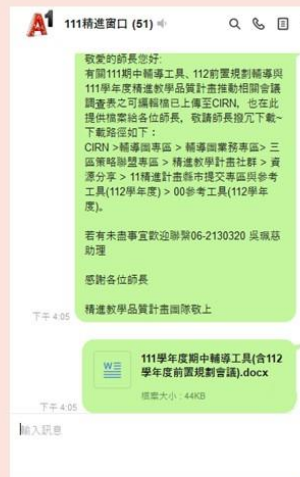 A1 111精進窗口 (51)
敬愛的師長您好:
有關111期中輔導工具、112前置規劃輔導與
111學年度精進教學品質計畫推動相關會議
調查表之可編輯檔已上傳至CIRN，也在此
提供檔案給各位師長，敬請師長撥冗下載~
下載路徑如下：
CIRN >輔導團專區 > 輔導團業務專區> 三
區策略聯盟專區 > 精進教學計畫社群 > 資
源分享 > 11精進計畫縣市提交專區與參考
工具(112學年度) > 00參考工具(112學年
度)。
若有未盡事宜歡迎聯繫06-2130320 吳珮慈
助理
感謝各位師長
精進教學品質計畫團隊敬上
下午 4:05
111學年度期中輔導工具(含112
學年度前置規劃會議).docx
檔案大小 : 44KB
下午 4:05
輸入訊息